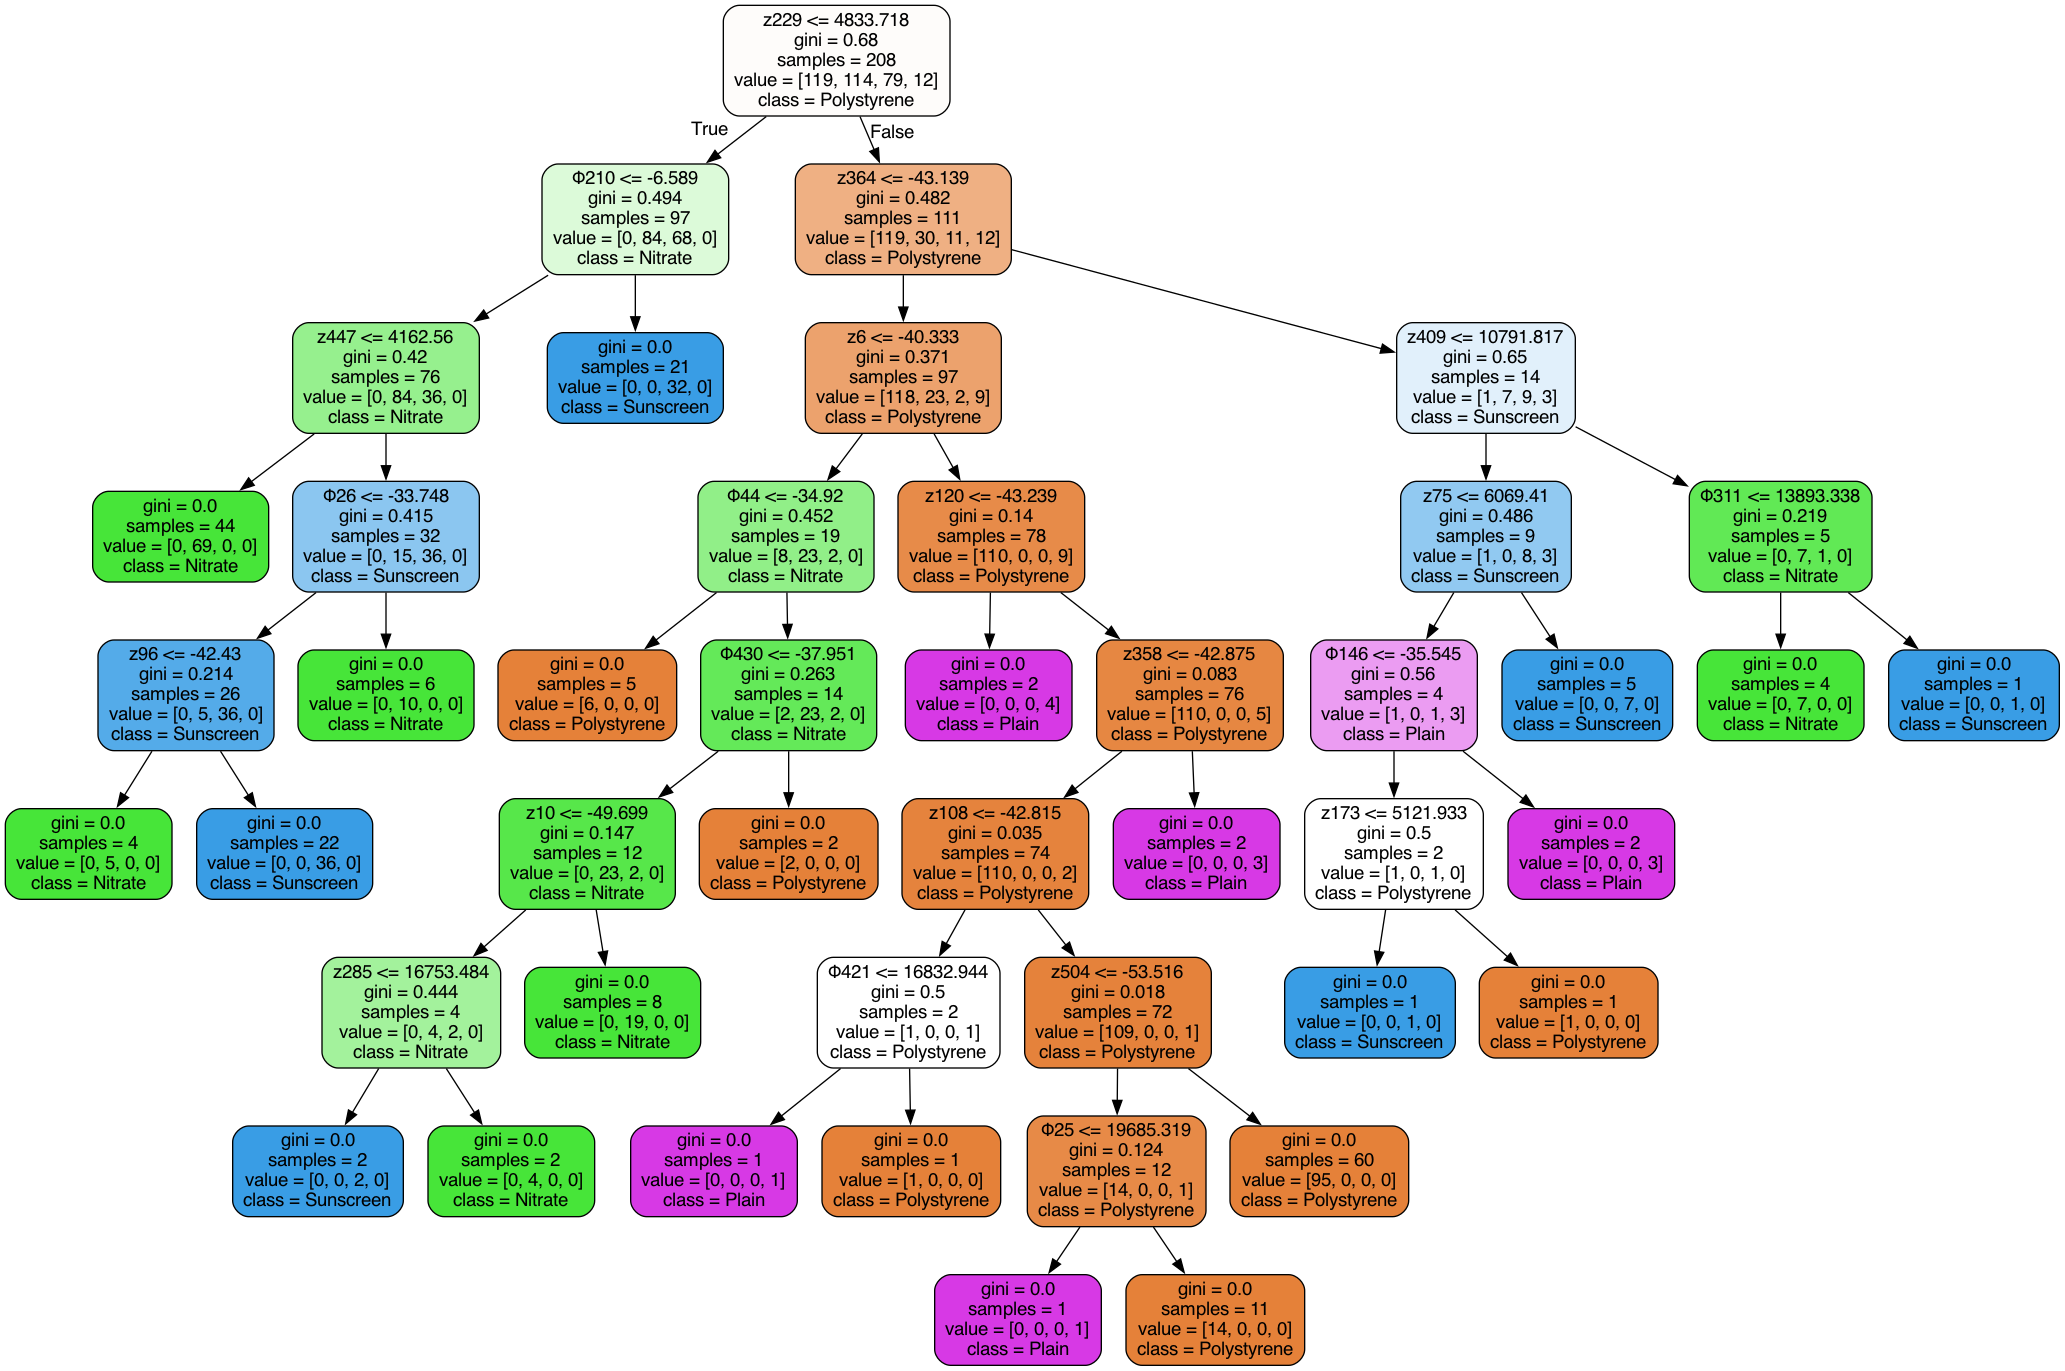 z229 <= 4833.718
gini = 0.68
samples = 208
value = [119, 114, 79, 12]
class = Polystyrene
True
False
Φ210 <= -6.589
gini = 0.494
samples = 97
value = [0, 84, 68, 0]
class = Nitrate
z364 <= -43.139
gini = 0.482
samples = 111
value = [119, 30, 11, 12]
class = Polystyrene
z447 <= 4162.56
gini = 0.42
samples = 76
value = [0, 84, 36, 0]
class = Nitrate
gini = 0.0
samples = 21
value = [0, 0, 32, 0]
class = Sunscreen
z6 <= -40.333
gini = 0.371
samples = 97
value = [118, 23, 2, 9]
class = Polystyrene
z409 <= 10791.817
gini = 0.65
samples = 14
value = [1, 7, 9, 3]
class = Sunscreen
gini = 0.0
samples = 44
value = [0, 69, 0, 0]
class = Nitrate
Φ26 <= -33.748
gini = 0.415
samples = 32
value = [0, 15, 36, 0]
class = Sunscreen
Φ44 <= -34.92
gini = 0.452
samples = 19
value = [8, 23, 2, 0]
class = Nitrate
z120 <= -43.239
gini = 0.14
samples = 78
value = [110, 0, 0, 9]
class = Polystyrene
z75 <= 6069.41
gini = 0.486
samples = 9
value = [1, 0, 8, 3]
class = Sunscreen
Φ311 <= 13893.338
gini = 0.219
samples = 5
value = [0, 7, 1, 0]
class = Nitrate
z96 <= -42.43
gini = 0.214
samples = 26
value = [0, 5, 36, 0]
class = Sunscreen
gini = 0.0
samples = 6
value = [0, 10, 0, 0]
class = Nitrate
gini = 0.0
samples = 5
value = [6, 0, 0, 0]
class = Polystyrene
Φ430 <= -37.951
gini = 0.263
samples = 14
value = [2, 23, 2, 0]
class = Nitrate
gini = 0.0
samples = 2
value = [0, 0, 0, 4]
class = Plain
z358 <= -42.875
gini = 0.083
samples = 76
value = [110, 0, 0, 5]
class = Polystyrene
Φ146 <= -35.545
gini = 0.56
samples = 4
value = [1, 0, 1, 3]
class = Plain
gini = 0.0
samples = 5
value = [0, 0, 7, 0]
class = Sunscreen
gini = 0.0
samples = 4
value = [0, 7, 0, 0]
class = Nitrate
gini = 0.0
samples = 1
value = [0, 0, 1, 0]
class = Sunscreen
gini = 0.0
samples = 4
value = [0, 5, 0, 0]
class = Nitrate
gini = 0.0
samples = 22
value = [0, 0, 36, 0]
class = Sunscreen
z10 <= -49.699
gini = 0.147
samples = 12
value = [0, 23, 2, 0]
class = Nitrate
gini = 0.0
samples = 2
value = [2, 0, 0, 0]
class = Polystyrene
z108 <= -42.815
gini = 0.035
samples = 74
value = [110, 0, 0, 2]
class = Polystyrene
gini = 0.0
samples = 2
value = [0, 0, 0, 3]
class = Plain
z173 <= 5121.933
gini = 0.5
samples = 2
value = [1, 0, 1, 0]
class = Polystyrene
gini = 0.0
samples = 2
value = [0, 0, 0, 3]
class = Plain
z285 <= 16753.484
gini = 0.444
samples = 4
value = [0, 4, 2, 0]
class = Nitrate
gini = 0.0
samples = 8
value = [0, 19, 0, 0]
class = Nitrate
Φ421 <= 16832.944
gini = 0.5
samples = 2
value = [1, 0, 0, 1]
class = Polystyrene
z504 <= -53.516
gini = 0.018
samples = 72
value = [109, 0, 0, 1]
class = Polystyrene
gini = 0.0
samples = 1
value = [0, 0, 1, 0]
class = Sunscreen
gini = 0.0
samples = 1
value = [1, 0, 0, 0]
class = Polystyrene
gini = 0.0
samples = 2
value = [0, 0, 2, 0]
class = Sunscreen
gini = 0.0
samples = 2
value = [0, 4, 0, 0]
class = Nitrate
gini = 0.0
samples = 1
value = [0, 0, 0, 1]
class = Plain
gini = 0.0
samples = 1
value = [1, 0, 0, 0]
class = Polystyrene
Φ25 <= 19685.319
gini = 0.124
samples = 12
value = [14, 0, 0, 1]
class = Polystyrene
gini = 0.0
samples = 60
value = [95, 0, 0, 0]
class = Polystyrene
gini = 0.0
samples = 1
value = [0, 0, 0, 1]
class = Plain
gini = 0.0
samples = 11
value = [14, 0, 0, 0]
class = Polystyrene